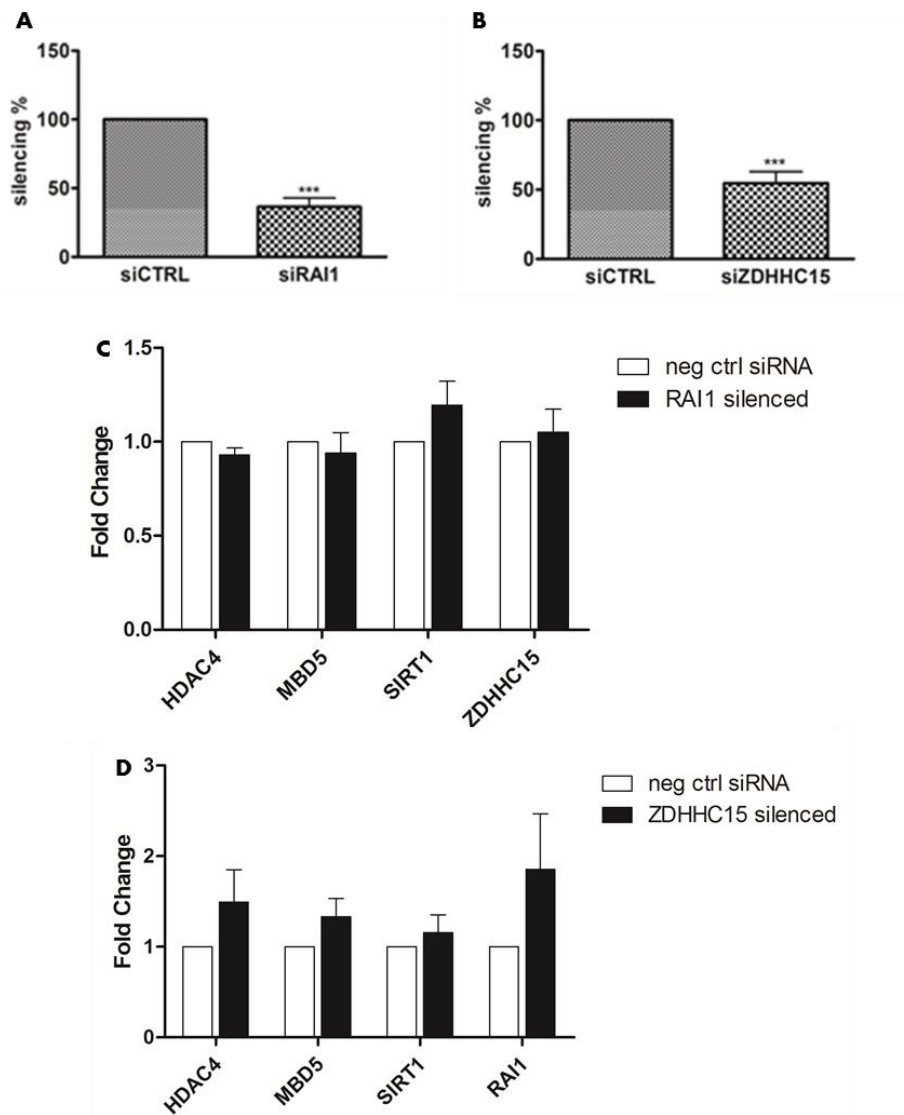 A
silencing %
150
100
50
0
***
siCTRL
siRAI1
B
silencing %
150
100
50
0
***
siCTRL
siZDHHC15
C
Fold Change
1.5
1.0
0.5
0.0
HDAC4
MBD5
SIRT1
ZDHHC15
neg ctrl siRNA
RAI1 silenced
D
Fold Change
3
2
1
0
HDAC4
MBD5
SIRT1
RAI1
neg ctrl siRNA
ZDHHC15 silenced